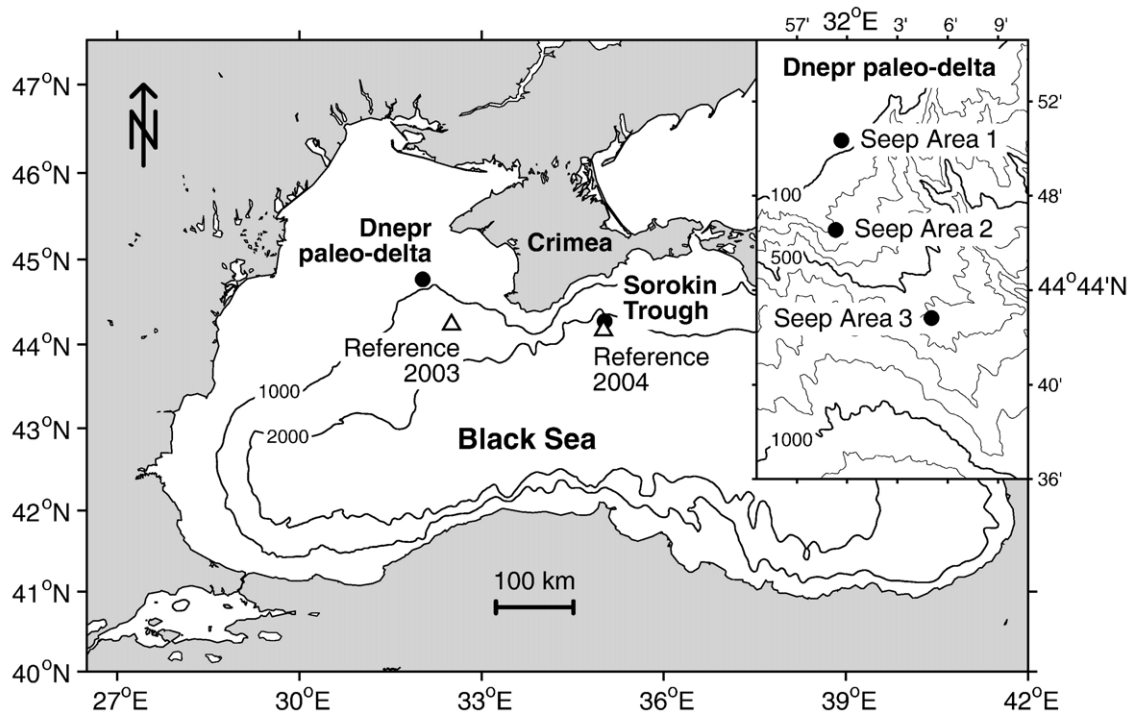 57' 32°E 3' 6' 9'
Dnepr paleo-delta
52'
Seep Area 1
100
48'
Seep Area 2
500
44°44'N
Seep Area 3
40'
1000
36'
47°N
46°N
45°N
44°N
43°N
42°N
41°N
40°N
N
Dnepr
paleo-delta
Crimea
Sorokin
Trough
Reference
2003
Reference
2004
1000
2000
Black Sea
100 km
27°E 30°E 33°E 36°E 39°E 42°E